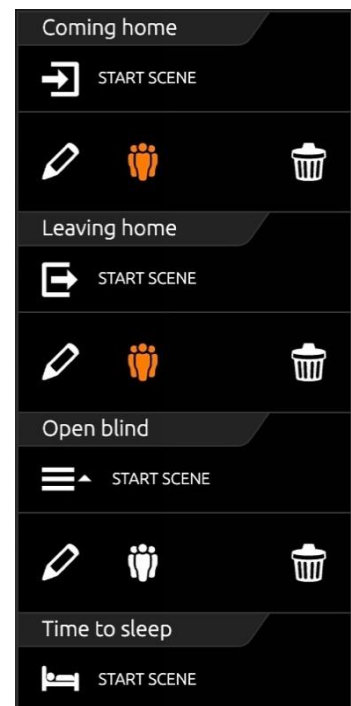 Coming home
START SCENE
Leaving home
START SCENE
Open blind
START SCENE
Time to sleep
START SCENE